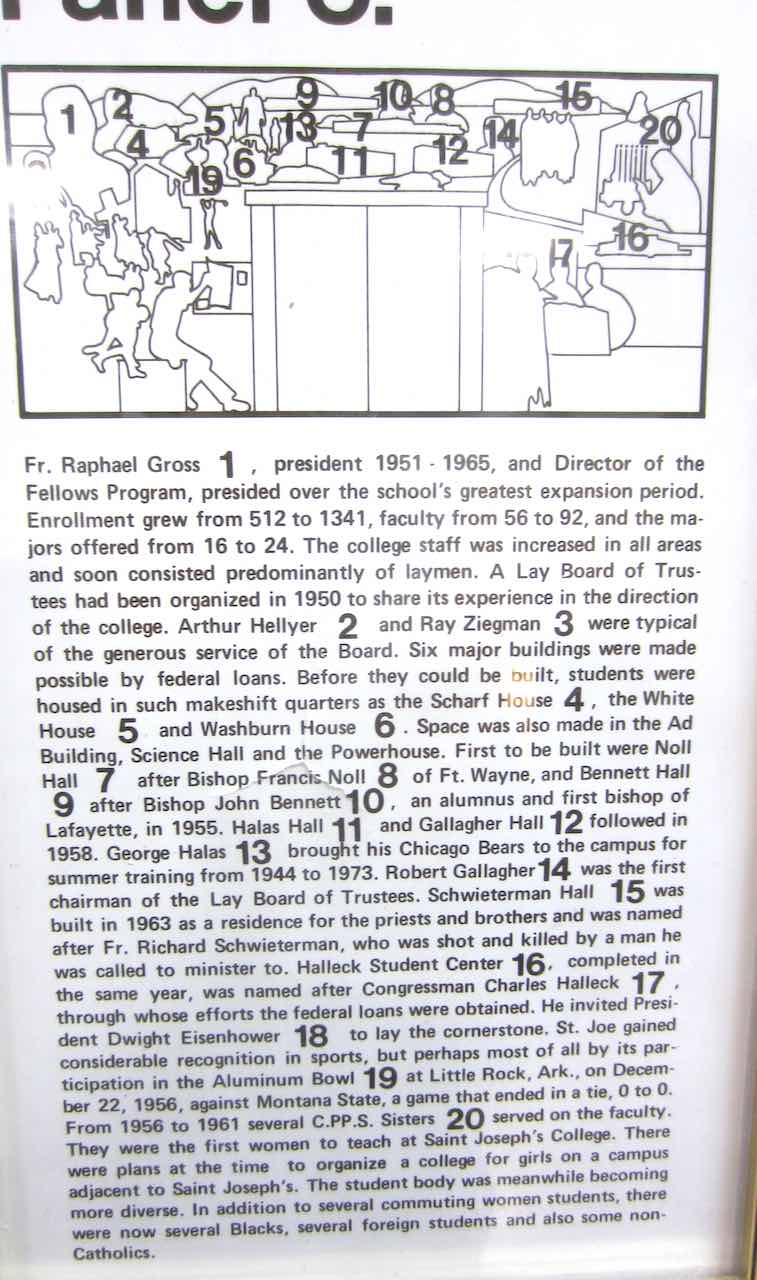 Panel 6.
1
2
4
5
6
9
10
8
15
13
7
14
20
11
12
19
16
17
Fr. Raphael Gross 1 , president 1951 - 1965, and Director of the
Fellows Program, presided over the school's greatest expansion period.
Enrollment grew from 512 to 1341, faculty from 56 to 92, and the ma-
jors offered from 16 to 24. The college staff was increased in all areas
and soon consisted predominantly of laymen. A Lay Board of Trus-
tees had been organized in 1950 to share its experience in the direction
of the college. Arthur Hellyer 2 and Ray Ziegman 3 were typical
of the generous service of the Board. Six major buildings were made
possible by federal loans. Before they could be built, students were
housed in such makeshift quarters as the Scharf House 4 , the White
House 5 and Washburn House 6 . Space was also made in the Ad
Building, Science Hall and the Powerhouse. First to be built were Noll
Hall 7 after Bishop Francis Noll 8 of Ft. Wayne, and Bennett Hall
9 after Bishop John Bennett 10 , an alumnus and first bishop of
Lafayette, in 1955. Halas Hall 11 and Gallagher Hall 12 followed in
1958. George Halas 13 brought his Chicago Bears to the campus for
summer training from 1944 to 1973. Robert Gallagher 14 was the first
chairman of the Lay Board of Trustees. Schwieterman Hall 15 was
built in 1963 as a residence for the priests and brothers and was named
after Fr. Richard Schwieterman, who was shot and killed by a man he
was called to minister to. Halleck Student Center 16, completed in
the same year, was named after Congressman Charles Halleck 17 ,
through whose efforts the federal loans were obtained. He invited Presi-
dent Dwight Eisenhower 18 to lay the cornerstone. St. Joe gained
considerable recognition in sports, but perhaps most of all by its par-
ticipation in the Aluminum Bowl 19 at Little Rock, Ark., on Decem-
ber 22, 1956, against Montana State, a game that ended in a tie, 0 to 0.
From 1956 to 1961 several C.PP.S. Sisters 20 served on the faculty.
They were the first women to teach at Saint Joseph's College. There
were plans at the time to organize a college for girls on a campus
adjacent to Saint Joseph's. The student body was meanwhile becoming
more diverse. In addition to several commuting women students, there
were now several Blacks, several foreign students and also some non-
Catholics.